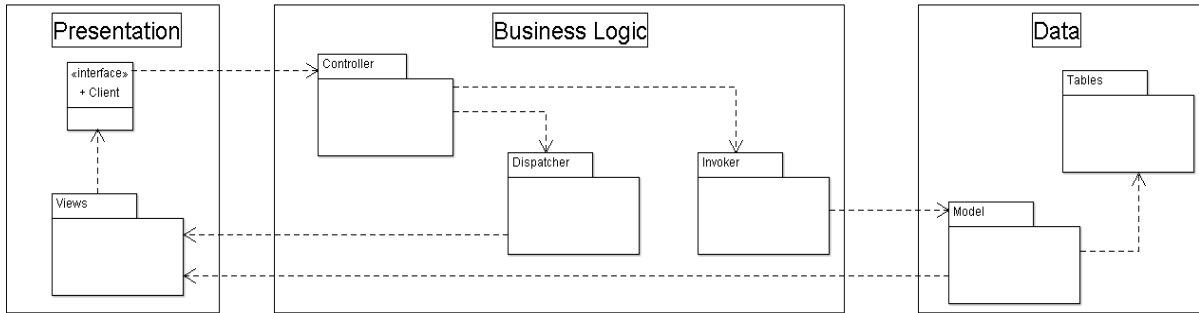 Presentation
«interface»
+ Client
Views
Business Logic
Controller
Dispatcher
Invoker
Data
Tables
Model